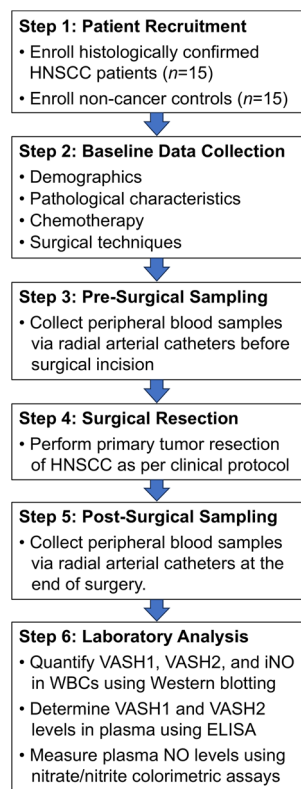 Step 1: Patient Recruitment
• Enroll histologically confirmed
HNSCC patients (n=15)
• Enroll non-cancer controls (n=15)
Step 2: Baseline Data Collection
• Demographics
• Pathological characteristics
• Chemotherapy
• Surgical techniques
Step 3: Pre-Surgical Sampling
• Collect peripheral blood samples
via radial arterial catheters before
surgical incision
Step 4: Surgical Resection
• Perform primary tumor resection
of HNSCC as per clinical protocol
Step 5: Post-Surgical Sampling
• Collect peripheral blood samples
via radial arterial catheters at the
end of surgery.
Step 6: Laboratory Analysis
• Quantify VASH1, VASH2, and iNO
in WBCs using Western blotting
• Determine VASH1 and VASH2
levels in plasma using ELISA
• Measure plasma NO levels using
nitrate/nitrite colorimetric assays